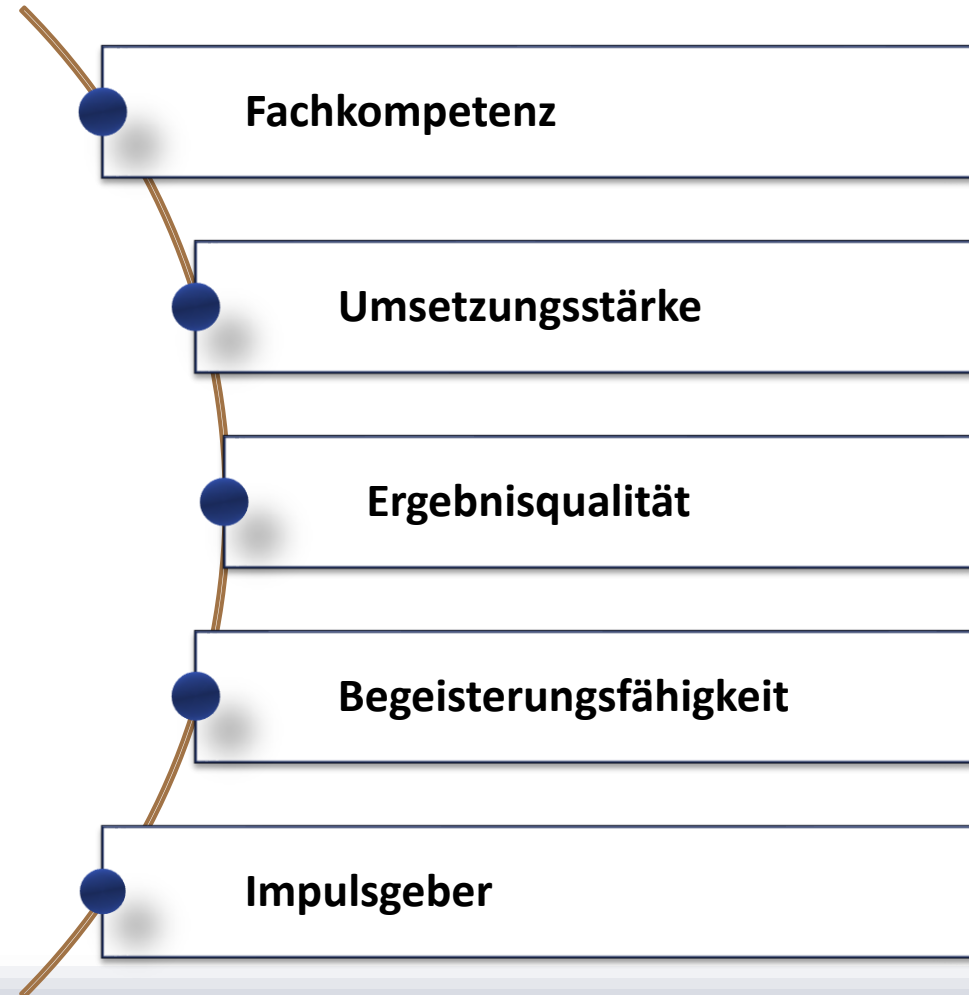 Fachkompetenz
Umsetzungsstärke
Ergebnisqualität
Begeisterungsfähigkeit
Impulsgeber